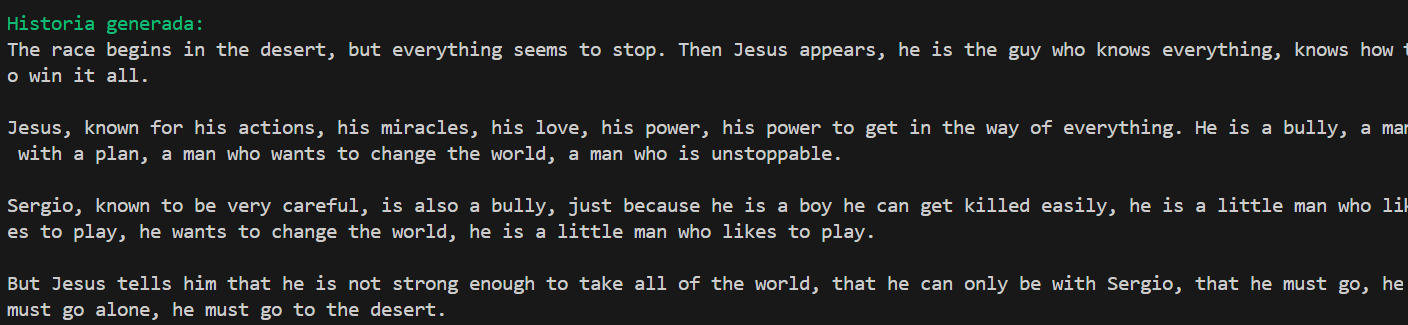 Historia generada:
The race begins in the desert, but everything seems to stop. Then Jesus appears, he is the guy who knows everything, knows how t
o win it all.
Jesus, known for his actions, his miracles, his love, his power, his power to get in the way of everything. He is a bully, a man
with a plan, a man who wants to change the world, a man who is unstoppable.
Sergio, known to be very careful, is also a bully, just because he is a boy he can get killed easily, he is a little man who lik
es to play, he wants to change the world, he is a little man who likes to play.
But Jesus tells him that he is not strong enough to take all of the world, that he can only be with Sergio, that he must go, he
must go alone, he must go to the desert.